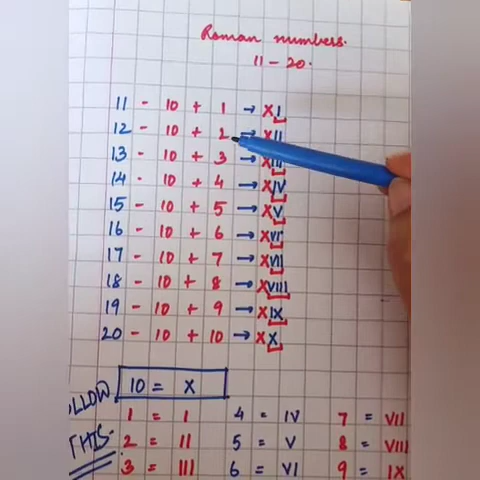 Roman numbers.
11 - 20.
11 - 10 + 1 → XI
12 - 10 + 2 → XII
13 - 10 + 3 → XIII
14 - 10 + 4 → XIV
15 - 10 + 5 → XV
16 - 10 + 6 → XVI
17 - 10 + 7 → XVII
18 - 10 + 8 → XVIII
19 - 10 + 9 → XIX
20 - 10 + 10 → XX
FOLLOW THIS-
10 = X
1 = I 4 = IV 7 = VII
2 = II 5 = V 8 = VIII
3 = III 6 = VI 9 = IX